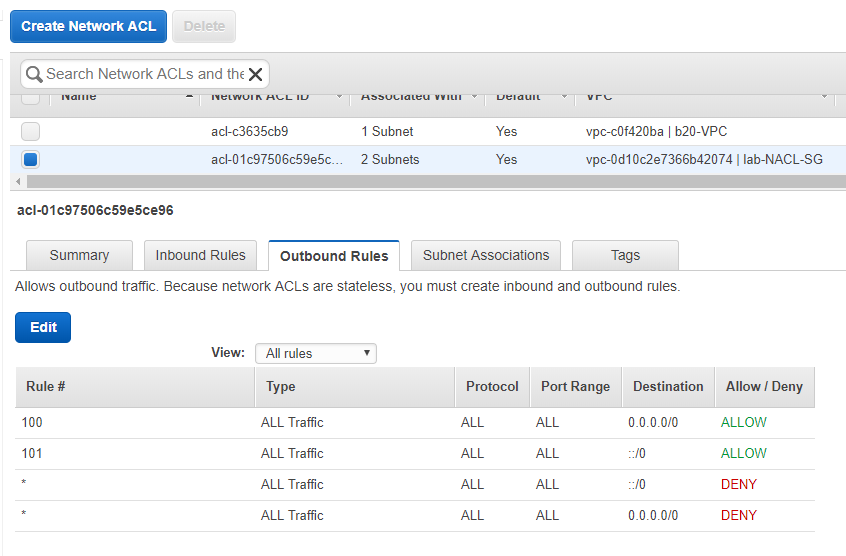 Create Network ACL Delete
Search Network ACLs and the
Name Network ACL ID Associated With Default VPC
acl-c3635cb9 1 Subnet Yes vpc-c0f420ba | b20-VPC
acl-01c97506c59e5c... 2 Subnets Yes vpc-0d10c2e7366b42074 | lab-NACL-SG
acl-01c97506c59e5ce96
Summary Inbound Rules Outbound Rules Subnet Associations Tags
Allows outbound traffic. Because network ACLs are stateless, you must create inbound and outbound rules.
Edit
View: All rules
Rule # Type Protocol Port Range Destination Allow / Deny
100 ALL Traffic ALL ALL 0.0.0.0/0 ALLOW
101 ALL Traffic ALL ALL ::/0 ALLOW
* ALL Traffic ALL ALL ::/0 DENY
* ALL Traffic ALL ALL 0.0.0.0/0 DENY